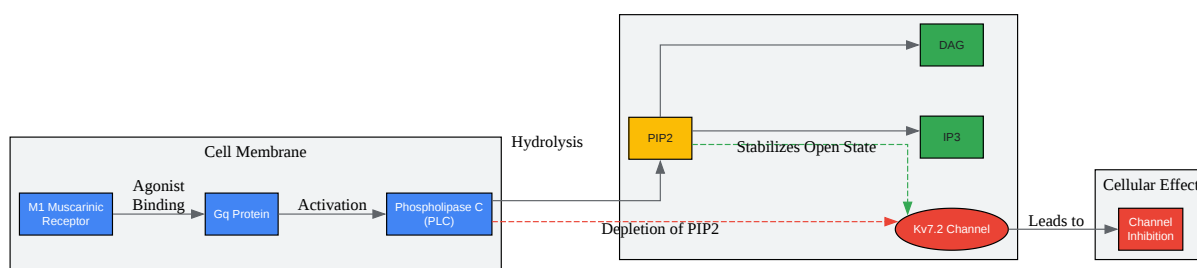 DAG
Hydrolysis
PIP2
IP3
Stabilizes Open State
Cell Membrane
M1 Muscarinic
Receptor
Agonist
Binding
Gq Protein
Activation
Phospholipase C
(PLC)
Depletion of PIP2
Kv7.2 Channel
Leads to
Cellular Effect
Channel
Inhibition